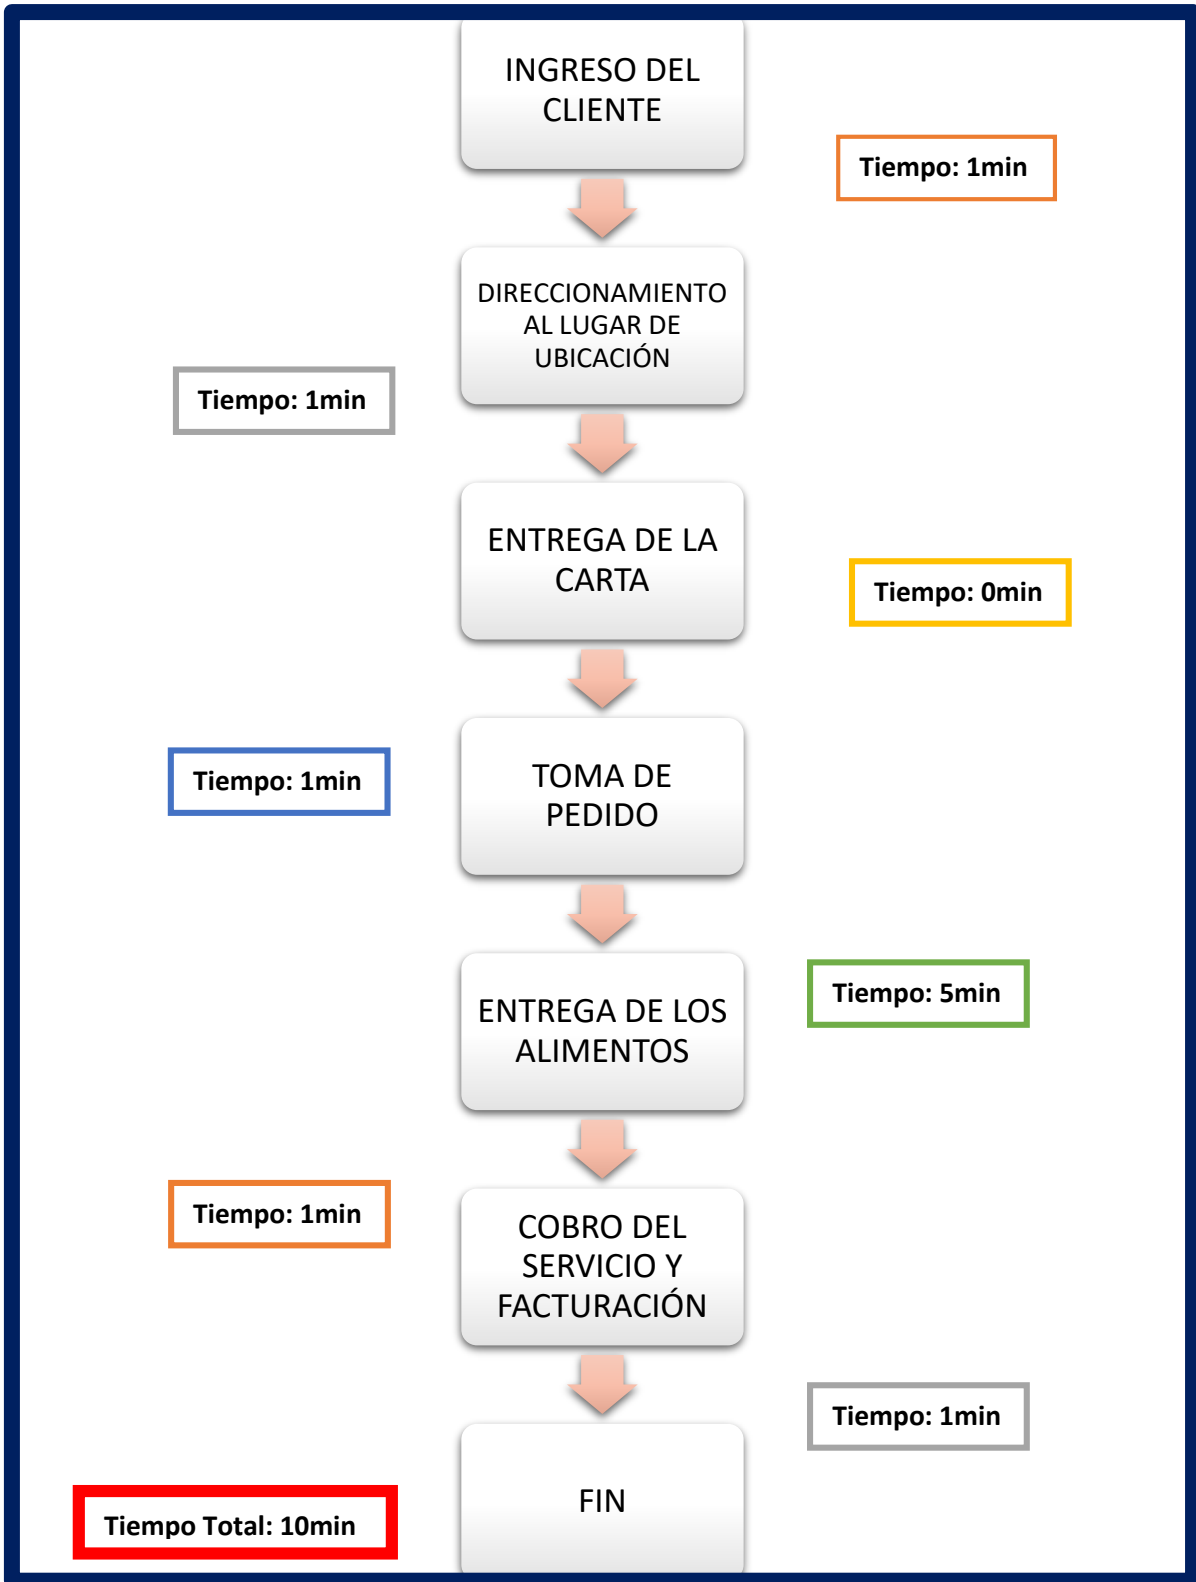 INGRESO DEL
CLIENTE
Tiempo: 1min
DIRECCIONAMIENTO
AL LUGAR DE
UBICACIÓN
Tiempo: 1min
ENTREGA DE LA
CARTA
Tiempo: 0min
TOMA DE
PEDIDO
Tiempo: 1min
ENTREGA DE LOS
ALIMENTOS
Tiempo: 5min
Tiempo: 1min
COBRO DEL
SERVICIO Y
FACTURACIÓN
Tiempo: 1min
FIN
Tiempo Total: 10min